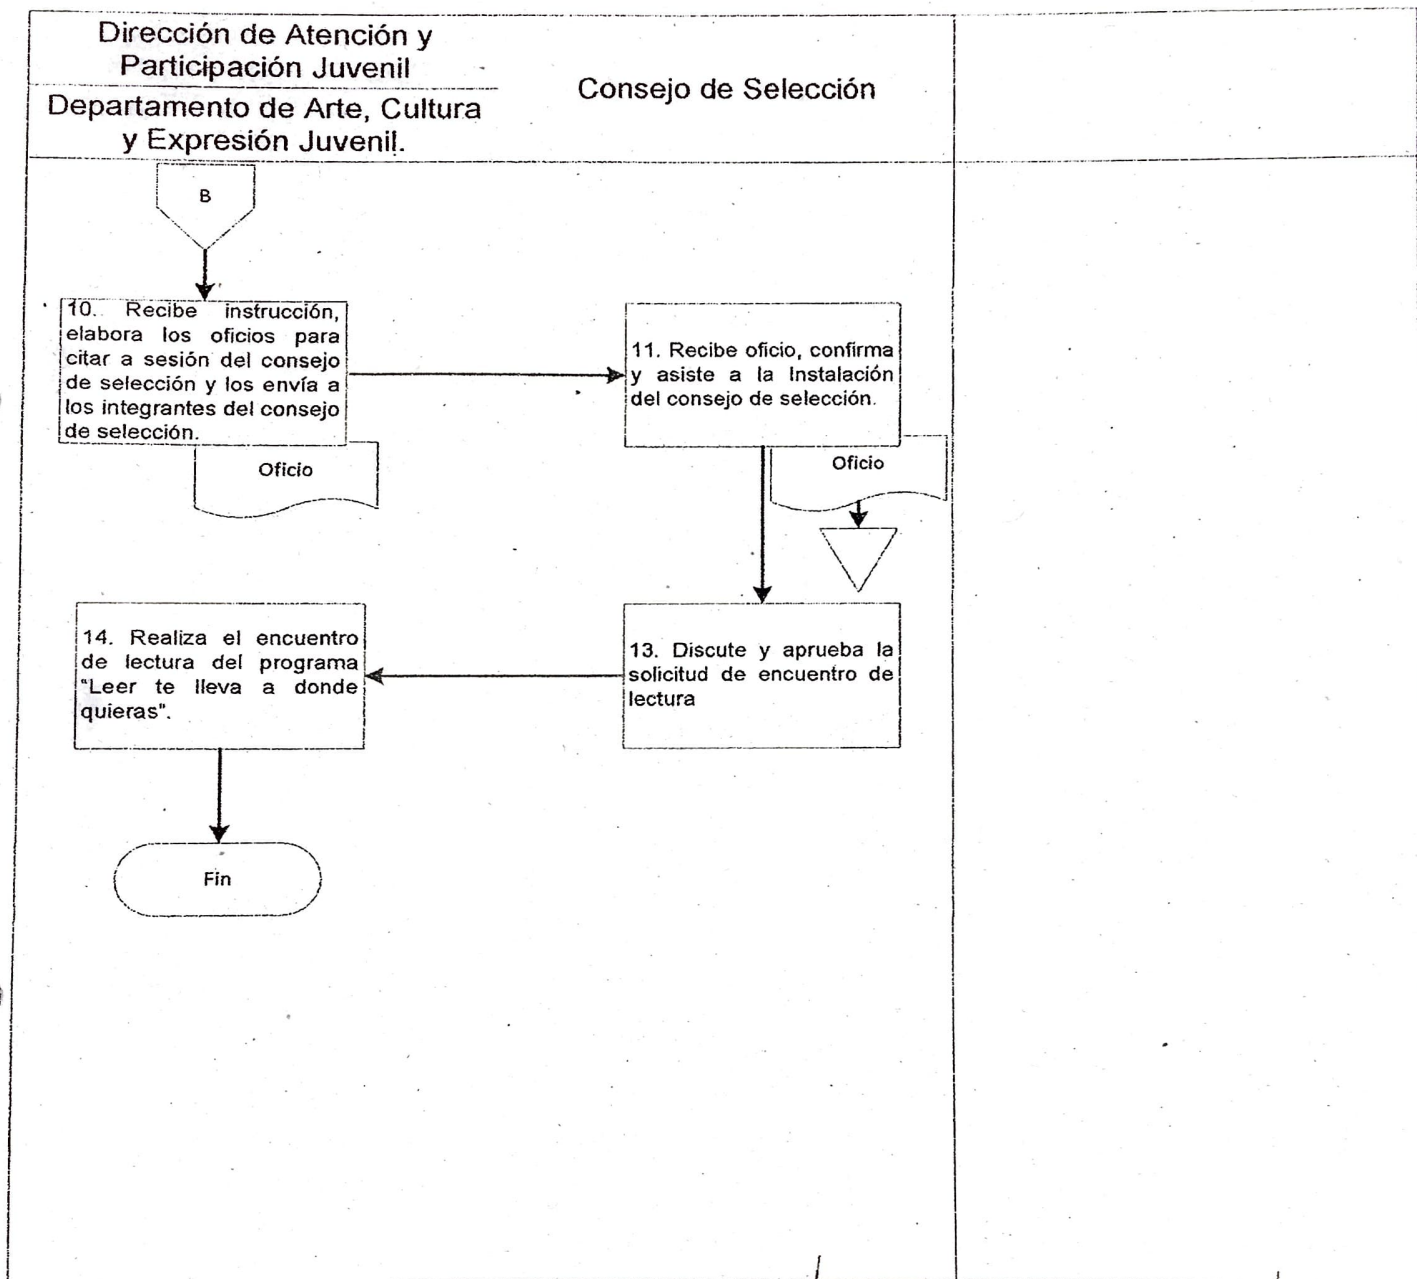 Dirección de Atención y
Participación Juvenil
Departamento de Arte, Cultura
y Expresión Juvenil.
Consejo de Selección
B
10. Recibe instrucción,
elabora los oficios para
citar a sesión del consejo
de selección y los envía a
los integrantes del consejo
de selección.
Oficio
11. Recibe oficio, confirma
y asiste a la Instalación
del consejo de selección.
Oficio
13. Discute y aprueba la
solicitud de encuentro de
lectura
14. Realiza el encuentro
de lectura del programa
"Leer te lleva a donde
quieras".
Fin